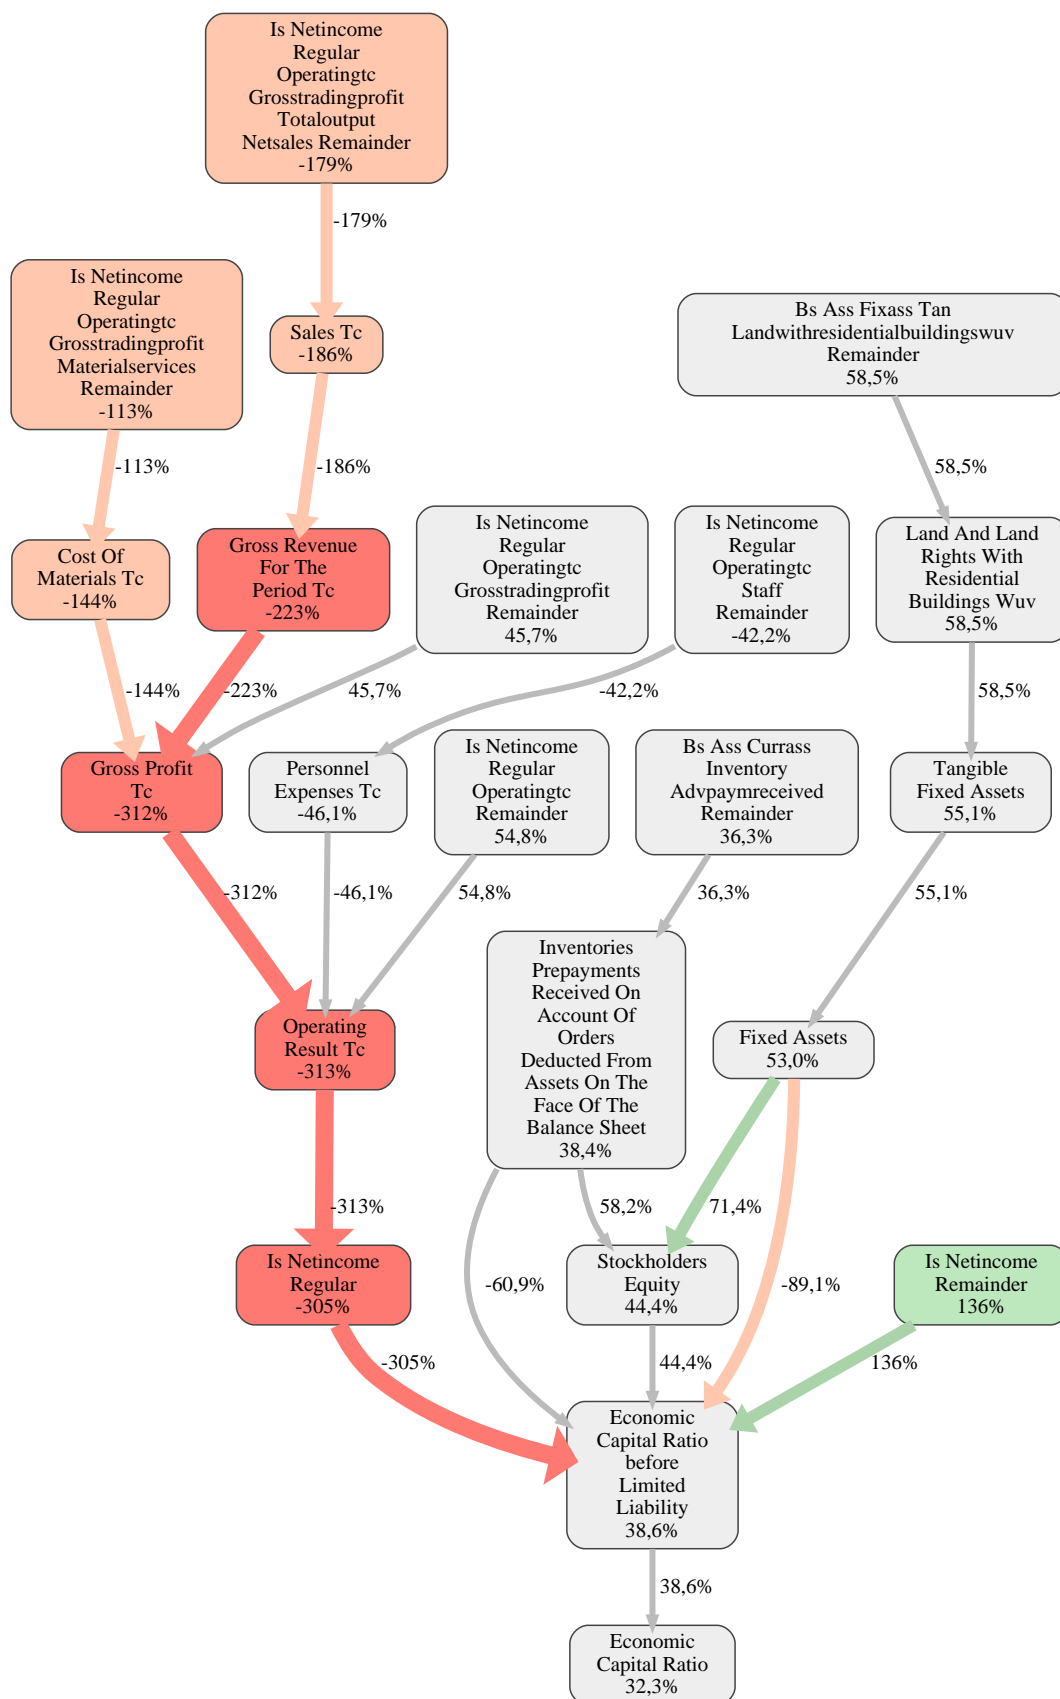 Is Netincome
Regular
Operatingtc
Grosstradingprofit
Totaloutput
Netsales Remainder
-179%
-179%
Is Netincome
Regular
Operatingtc
Grosstradingprofit
Materialservices
Remainder
-113%
Sales Tc
-186%
Bs Ass Fixass Tan
Landwithresidentialbuildingswuv
Remainder
58,5%
-113%
-186%
58,5%
Cost Of
Materials Tc
-144%
Gross Revenue
For The
Period Tc
-223%
Is Netincome
Regular
Operatingtc
Grosstradingprofit
Remainder
45,7%
Is Netincome
Regular
Operatingtc
Staff
Remainder
-42,2%
Land And Land
Rights With
Residential
Buildings Wuv
58,5%
-144%
-223%
45,7%
-42,2%
58,5%
Gross Profit
Tc
-312%
Personnel
Expenses Tc
-46,1%
Is Netincome
Regular
Operatingtc
Remainder
54,8%
Bs Ass Currass
Inventory
Advpaymreceived
Remainder
36,3%
Tangible
Fixed Assets
55,1%
-312%
-46,1%
54,8%
36,3%
55,1%
Operating
Result Tc
-313%
Inventories
Prepayments
Received On
Account Of
Orders
Deducted From
Assets On The
Face Of The
Balance Sheet
38,4%
Fixed Assets
53,0%
-313%
58,2%
71,4%
Is Netincome
Regular
-305%
-60,9%
Stockholders
Equity
44,4%
-89,1%
Is Netincome
Remainder
136%
-305%
44,4%
136%
Economic
Capital Ratio
before
Limited
Liability
38,6%
38,6%
Economic
Capital Ratio
32,3%